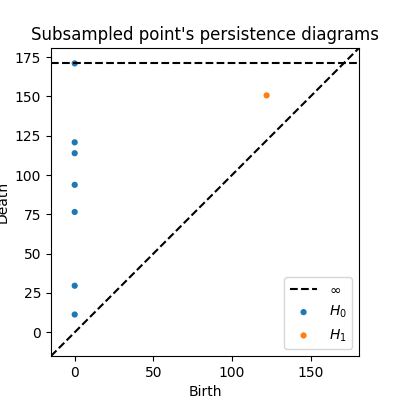 Subsampled point's persistence diagrams
175
150
125
100
75
50
25
0
Death
0 50 100 150
Birth
∞
H₀
H₁